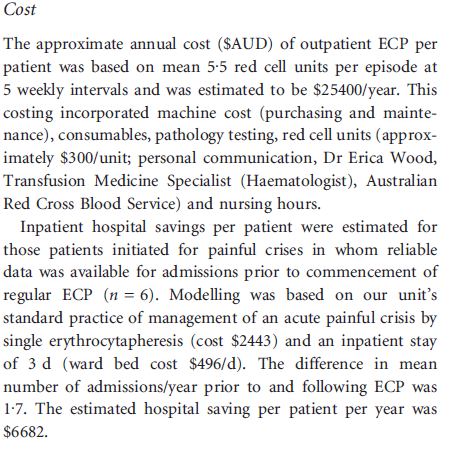 Cost
The approximate annual cost ($AUD) of outpatient ECP per
patient was based on mean 5·5 red cell units per episode at
5 weekly intervals and was estimated to be $25400/year. This
costing incorporated machine cost (purchasing and mainte-
nance), consumables, pathology testing, red cell units (approx-
imately $300/unit; personal communication, Dr Erica Wood,
Transfusion Medicine Specialist (Haematologist), Australian
Red Cross Blood Service) and nursing hours.
Inpatient hospital savings per patient were estimated for
those patients initiated for painful crises in whom reliable
data was available for admissions prior to commencement of
regular ECP (n = 6). Modelling was based on our unit's
standard practice of management of an acute painful crisis by
single erythrocytapheresis (cost $2443) and an inpatient stay
of 3 d (ward bed cost $496/d). The difference in mean
number of admissions/year prior to and following ECP was
1·7. The estimated hospital saving per patient per year was
$6682.